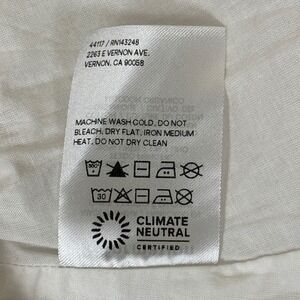 44117 / RN143248
2263 E VERNON AVE.
VERNON, CA 90058
MACHINE WASH COLD, DO NOT
BLEACH, DRY FLAT, IRON MEDIUM
HEAT, DO NOT DRY CLEAN
30
CLIMATE
NEUTRAL
CERTIFIED